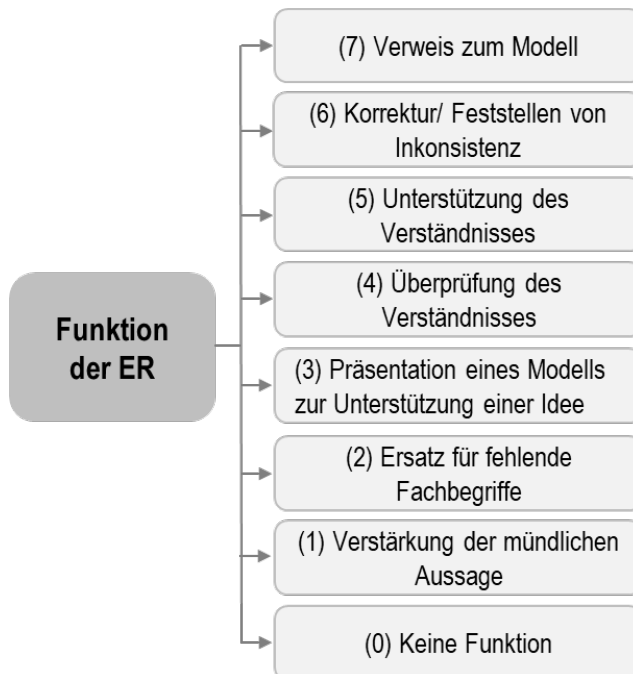 (7) Verweis zum Modell
(6) Korrektur/ Feststellen von
Inkonsistenz
(5) Unterstützung des
Verständnisses
(4) Überprüfung des
Verständnisses
Funktion
der ER
(3) Präsentation eines Modells
zur Unterstützung einer Idee
(2) Ersatz für fehlende
Fachbegriffe
(1) Verstärkung der mündlichen
Aussage
(0) Keine Funktion